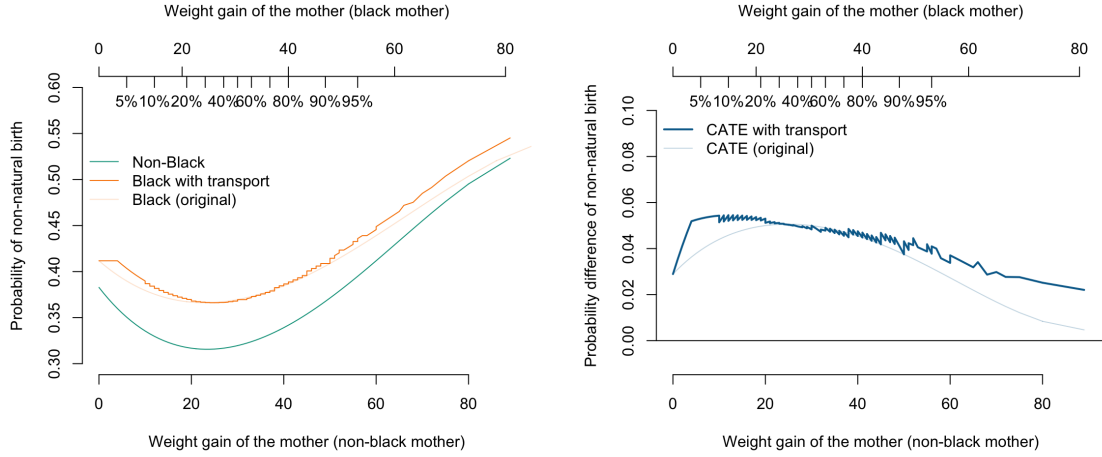 Weight gain of the mother (black mother)
0 20 40 80
5% 10% 20% 40% 60% 80% 90% 95%
Probability of non-natural birth
0.30 0.35 0.40 0.45 0.50 0.55 0.60
Non-Black
Black with transport
Black (original)
0 20 40 60 80
Weight gain of the mother (non-black mother)
Weight gain of the mother (black mother)
0 20 40 60 80
5% 10% 20% 40% 60% 80% 90% 95%
Probability difference of non-natural birth
0.00 0.02 0.04 0.06 0.08 0.10
CATE with transport
CATE (original)
0 20 40 60 80
Weight gain of the mother (non-black mother)